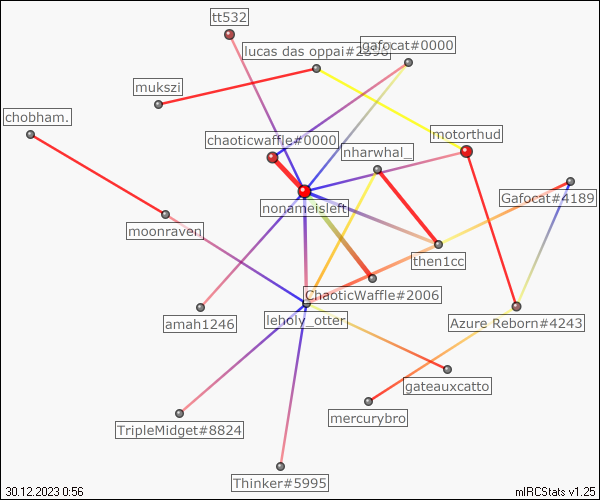 tt532
gafocat#0000
lucas das oppai#2396
mukszi
chobham.
motorthud
chaoticwaffle#0000
nharwhal_
Gafocat#4189
nonameisleft
moonraven
then1cc
ChaoticWaffle#2006
leholy_otter
amah1246
Azure Reborn#4243
gateauxcatto
mercurybro
TripleMidget#8824
Thinker#5995
30.12.2023 0:56
mIRCStats v1.25